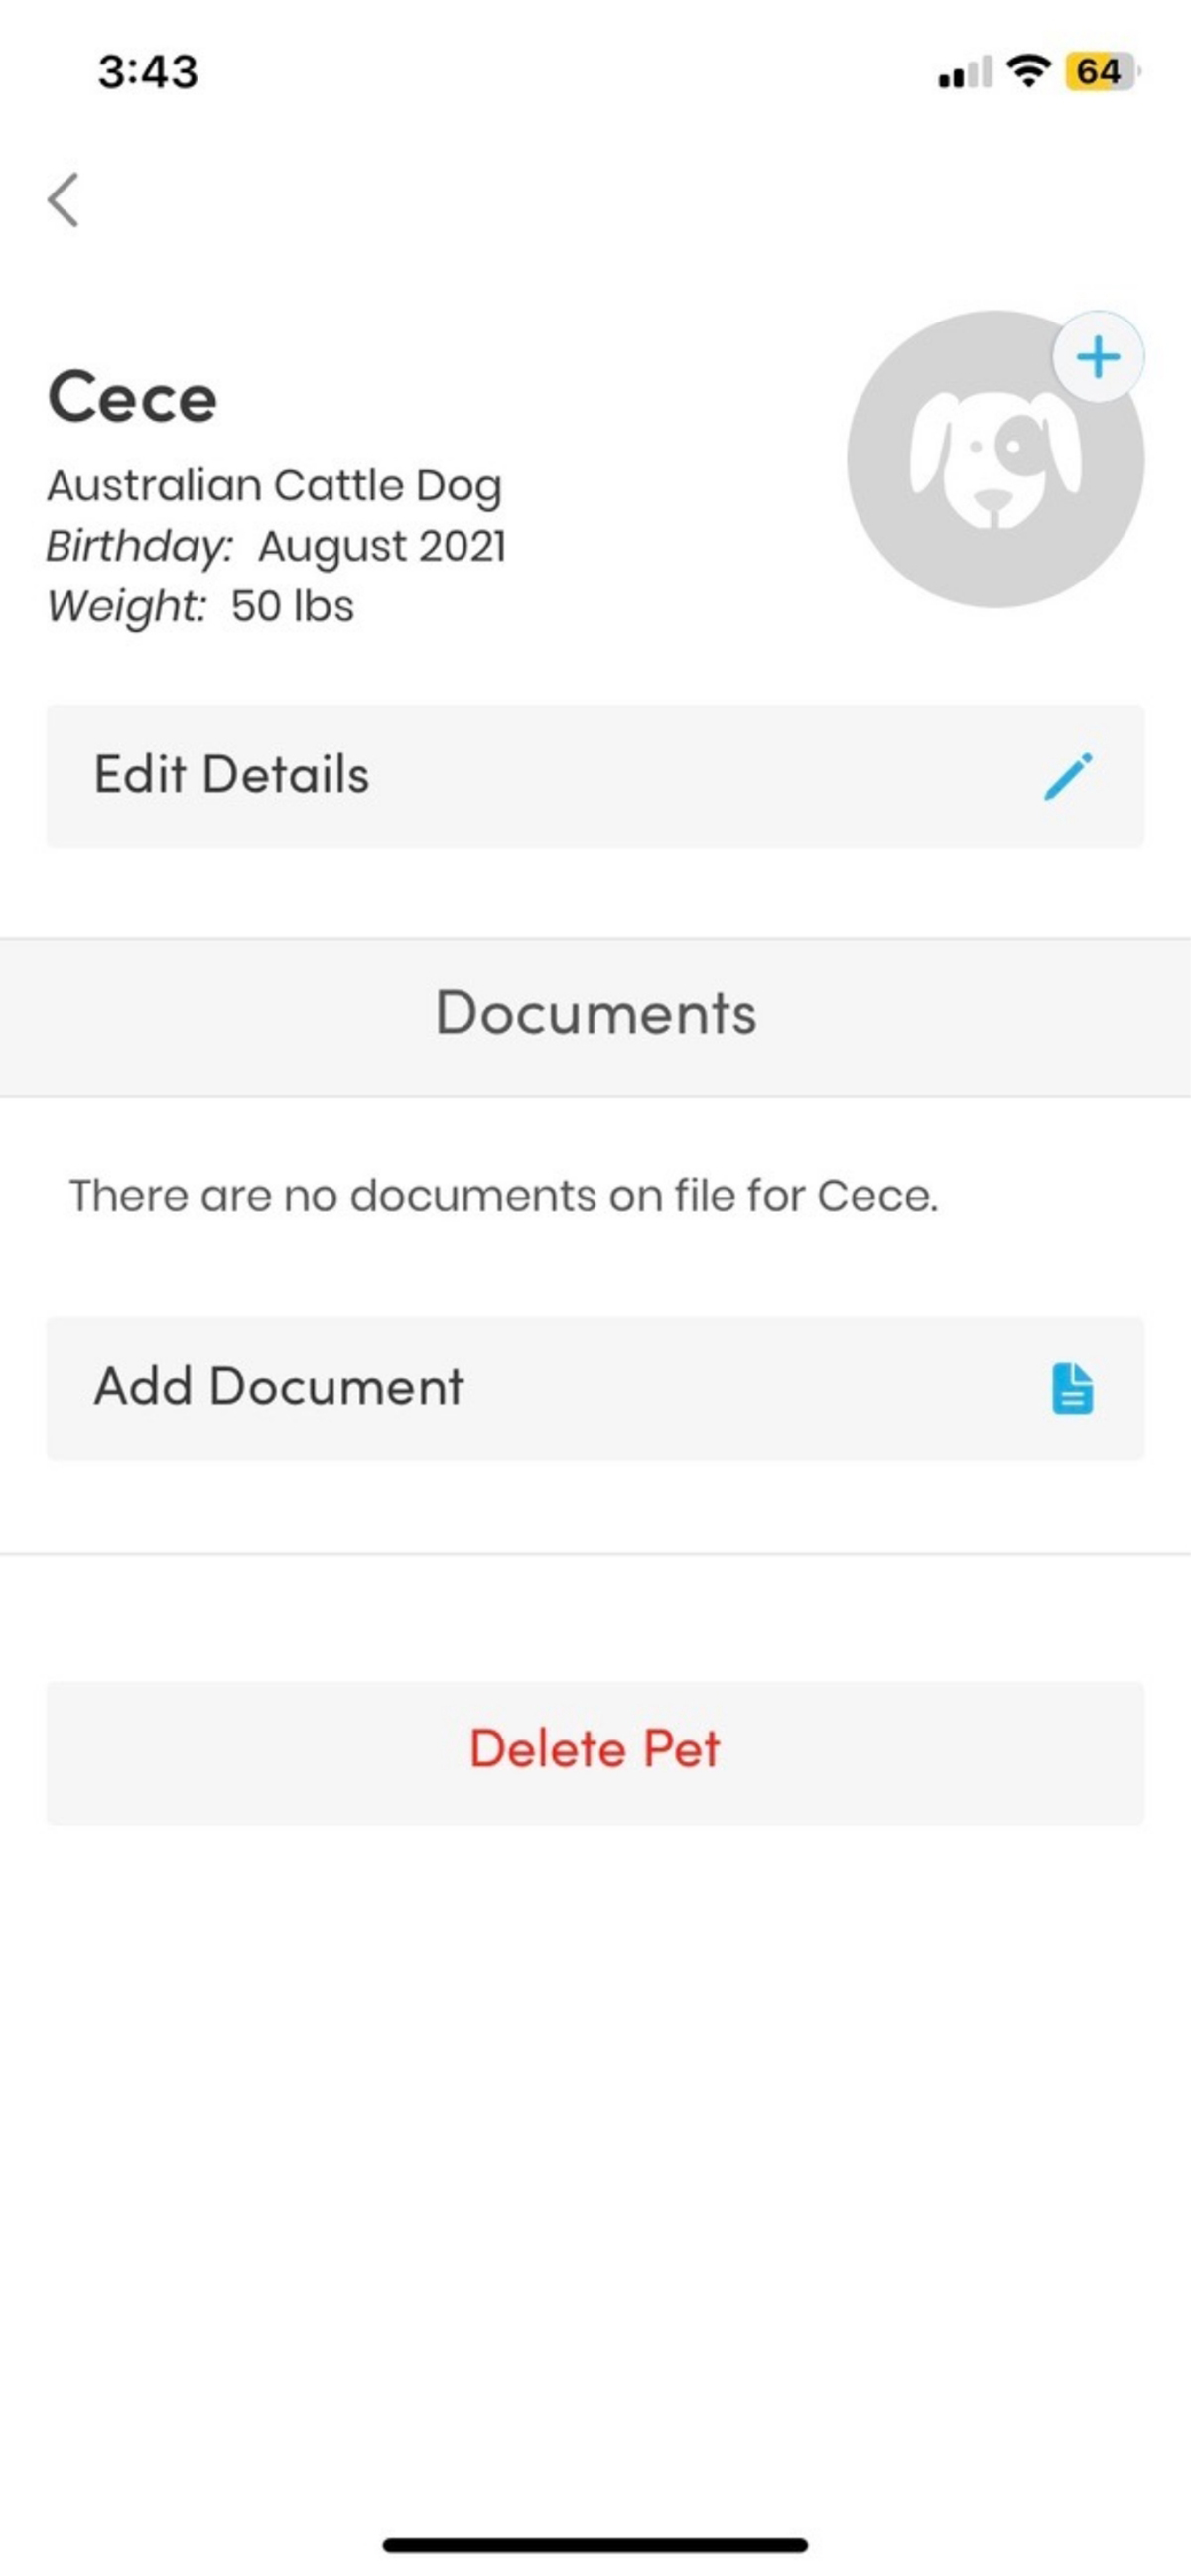 3:43
64
Cece
Australian Cattle Dog
Birthday: August 2021
Weight: 50 lbs
Edit Details
Documents
There are no documents on file for Cece.
Add Document
Delete Pet